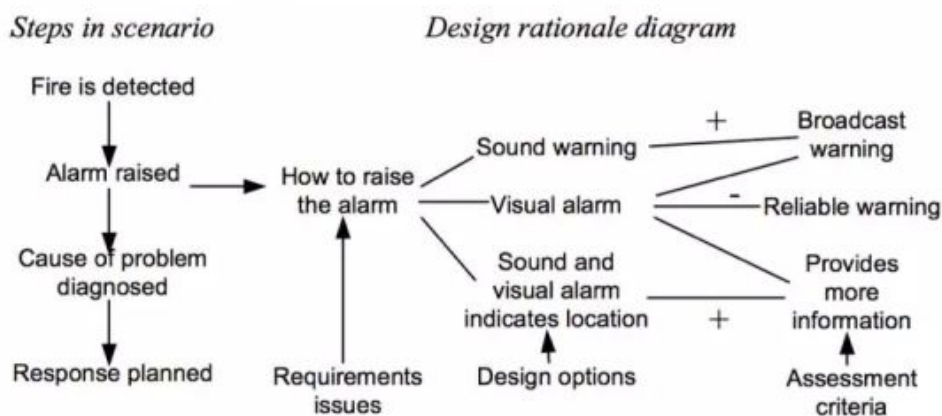 Steps in scenario
Design rationale diagram
Fire is detected
Alarm raised
Cause of problem
diagnosed
Response planned
How to raise
the alarm
Requirements
issues
Sound warning
Visual alarm
Sound and
visual alarm
indicates location
Design options
+
-
+
Broadcast
warning
Reliable warning
Provides
more
information
Assessment
criteria